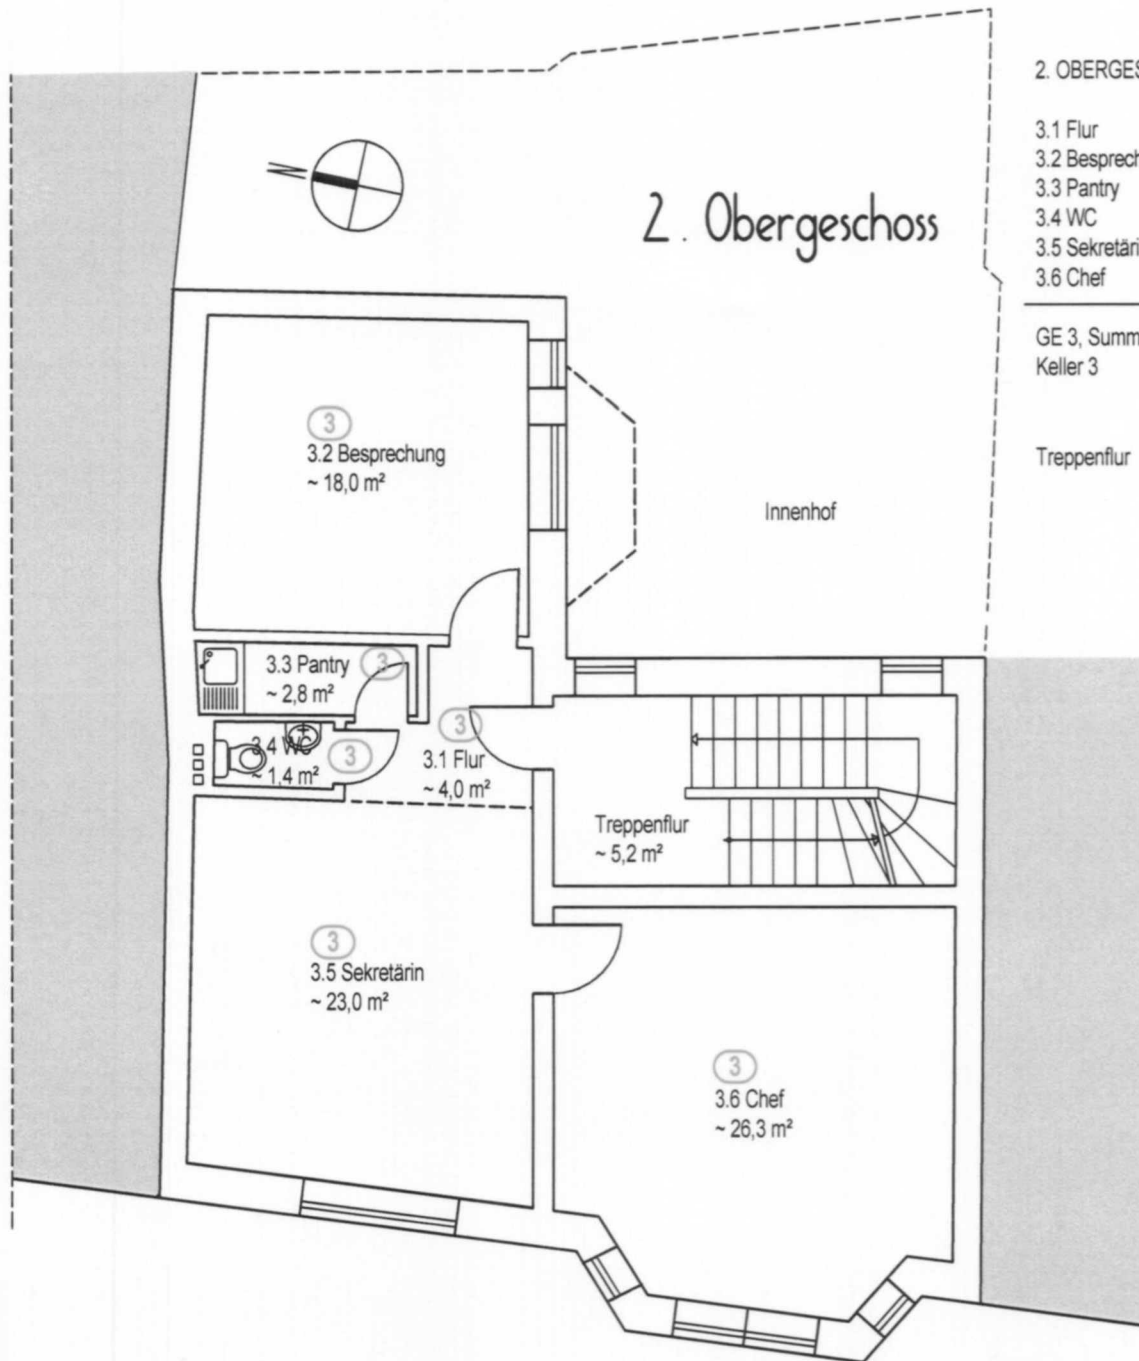 2. Obergeschoss
N
3
3.2 Besprechung
~ 18,0 m²
Innenhof
3.3 Pantry
3
~ 2,8 m²
3.4 WC
3
~ 1,4 m²
3
3.1 Flur
~ 4,0 m²
Treppenflur
~ 5,2 m²
3
3.5 Sekretärin
~ 23,0 m²
3
3.6 Chef
~ 26,3 m²
2. OBERGES
3.1 Flur
3.2 Besprech
3.3 Pantry
3.4 WC
3.5 Sekretäri
3.6 Chef
GE 3, Summ
Keller 3
Treppenflur